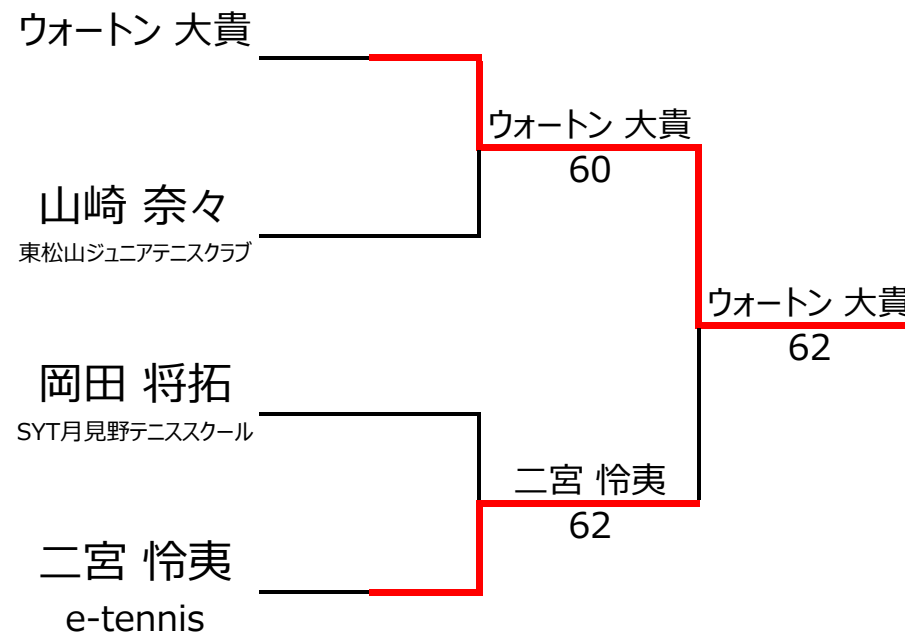 ウォートン 大貴
ウォートン 大貴
60
山崎 奈々
東松山ジュニアテニスクラブ
ウォートン 大貴
62
岡田 将拓
SYT月見野テニススクール
二宮 怜夷
62
二宮 怜夷
e-tennis